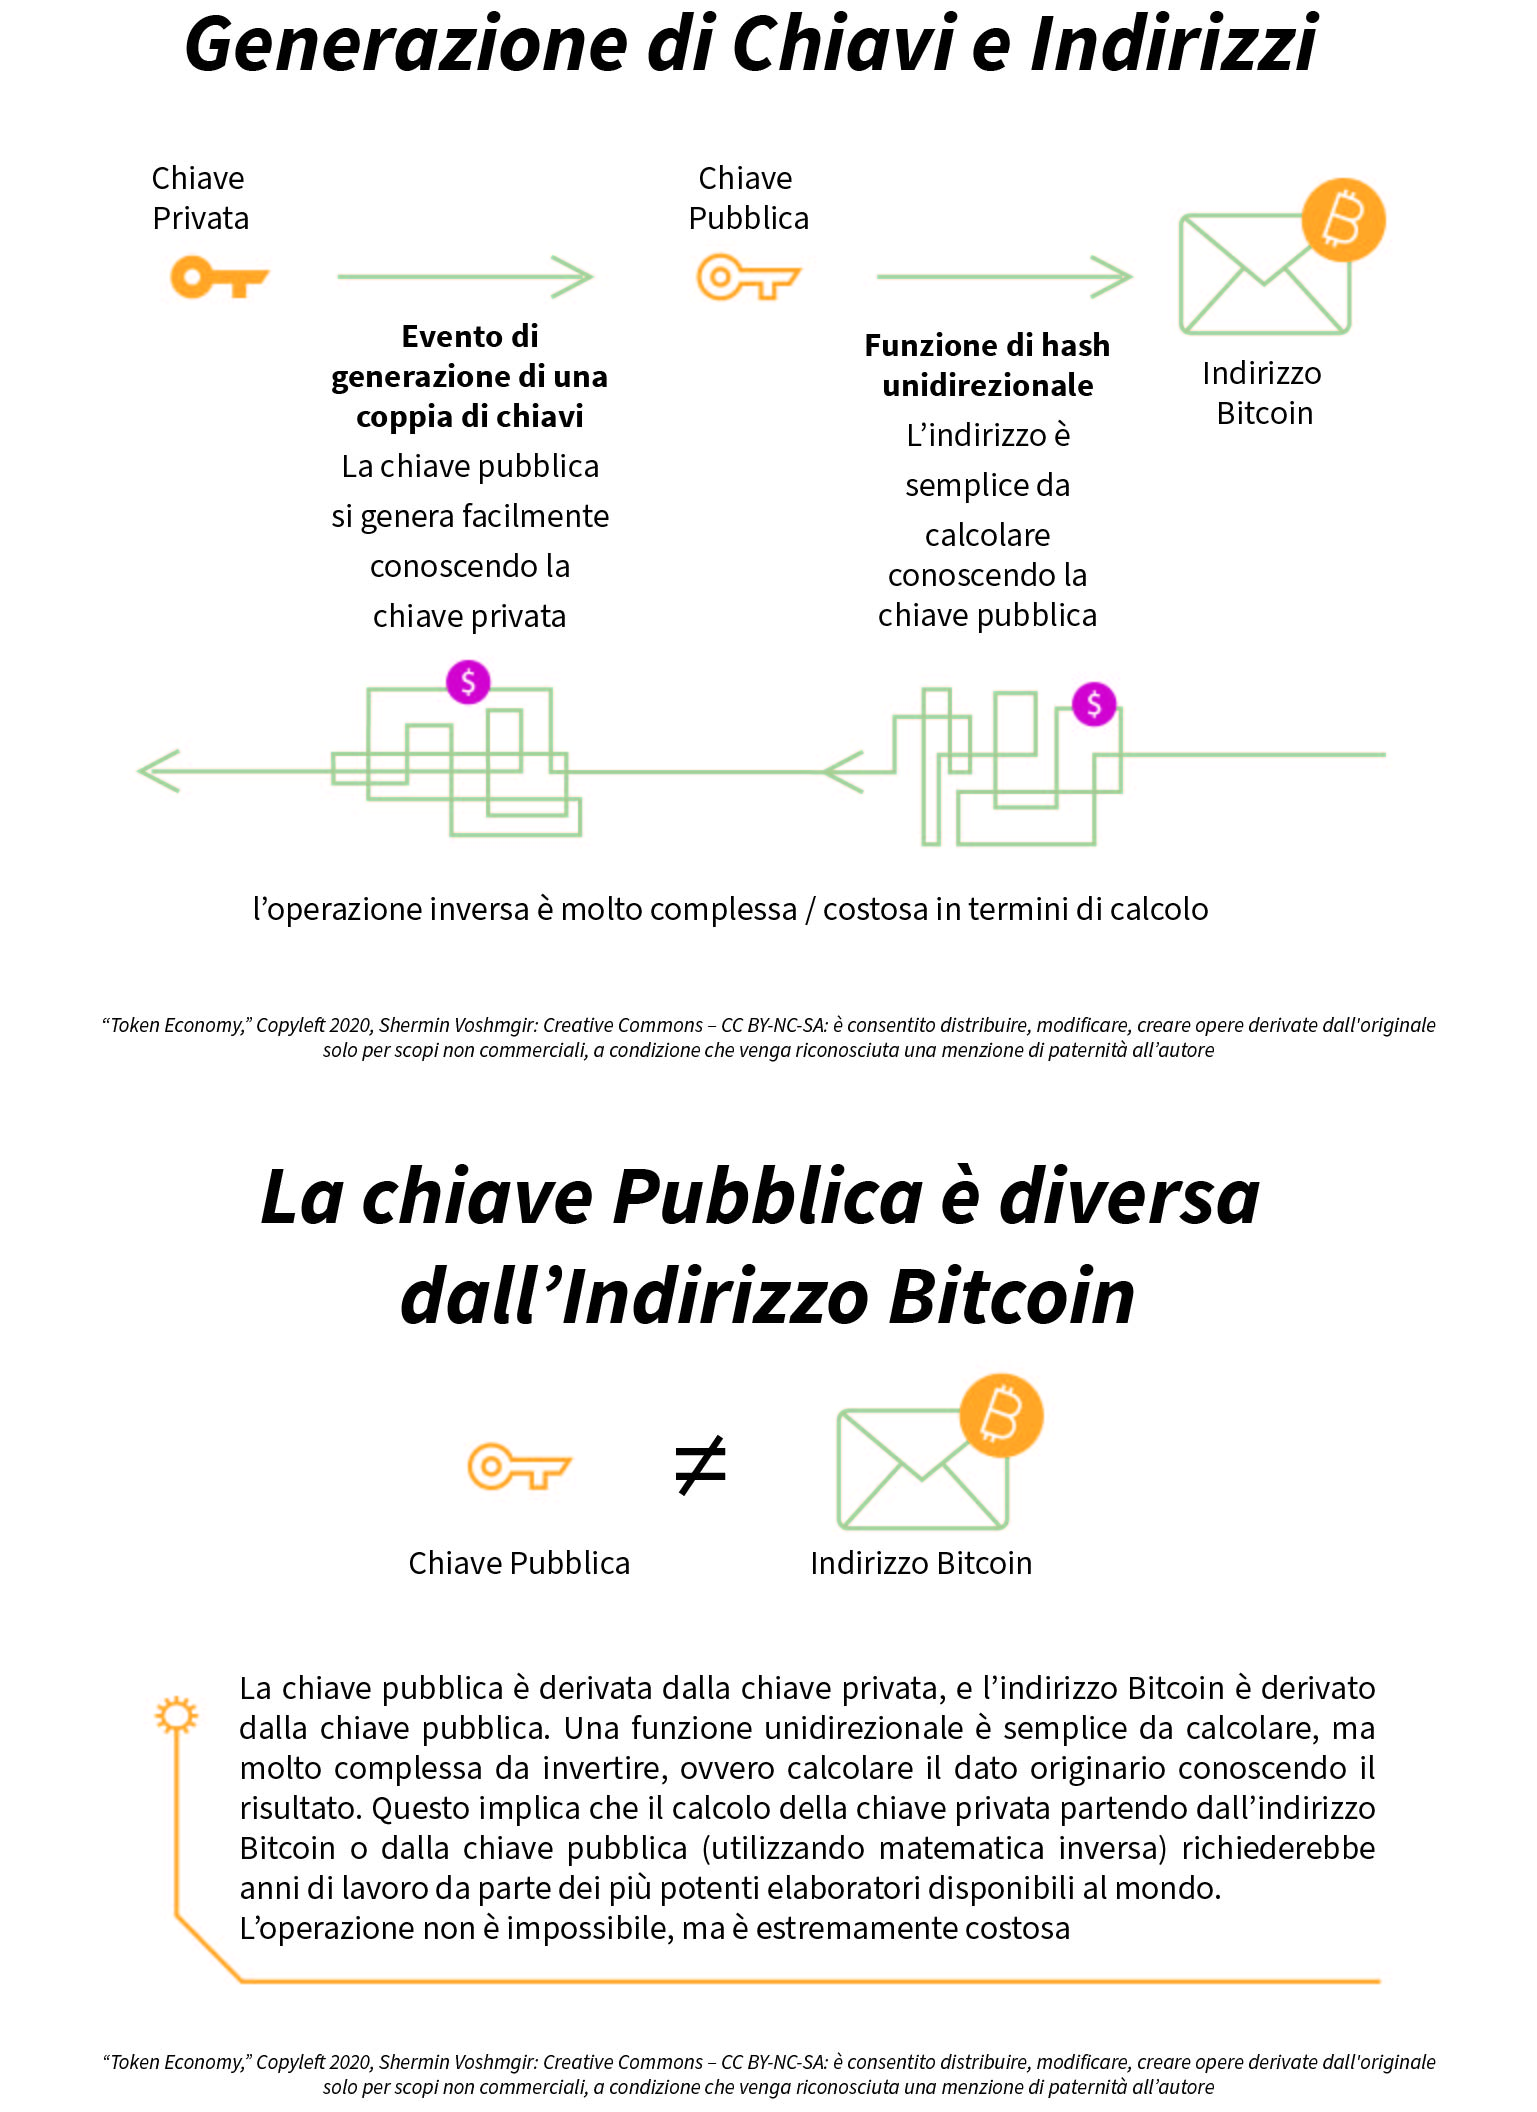 Generazione di Chiavi e Indirizzi
Chiave
Privata
Chiave
Pubblica
Evento di
generazione di una
coppia di chiavi
La chiave pubblica
si genera facilmente
conoscendo la
chiave privata
Funzione di hash
unidirezionale
L’indirizzo è
semplice da
calcolare
conoscendo la
chiave pubblica
Indirizzo
Bitcoin
$
$
l’operazione inversa è molto complessa / costosa in termini di calcolo
“Token Economy,” Copyleft 2020, Shermin Voshmgir: Creative Commons – CC BY-NC-SA: è consentito distribuire, modificare, creare opere derivate dall'originale
solo per scopi non commerciali, a condizione che venga riconosciuta una menzione di paternità all’autore
La chiave Pubblica è diversa
dall’Indirizzo Bitcoin
≠
Chiave Pubblica
Indirizzo Bitcoin
La chiave pubblica è derivata dalla chiave privata, e l’indirizzo Bitcoin è derivato
dalla chiave pubblica. Una funzione unidirezionale è semplice da calcolare, ma
molto complessa da invertire, ovvero calcolare il dato originario conoscendo il
risultato. Questo implica che il calcolo della chiave privata partendo dall’indirizzo
Bitcoin o dalla chiave pubblica (utilizzando matematica inversa) richiederebbe
anni di lavoro da parte dei più potenti elaboratori disponibili al mondo.
L’operazione non è impossibile, ma è estremamente costosa
“Token Economy,” Copyleft 2020, Shermin Voshmgir: Creative Commons – CC BY-NC-SA: è consentito distribuire, modificare, creare opere derivate dall'originale
solo per scopi non commerciali, a condizione che venga riconosciuta una menzione di paternità all’autore